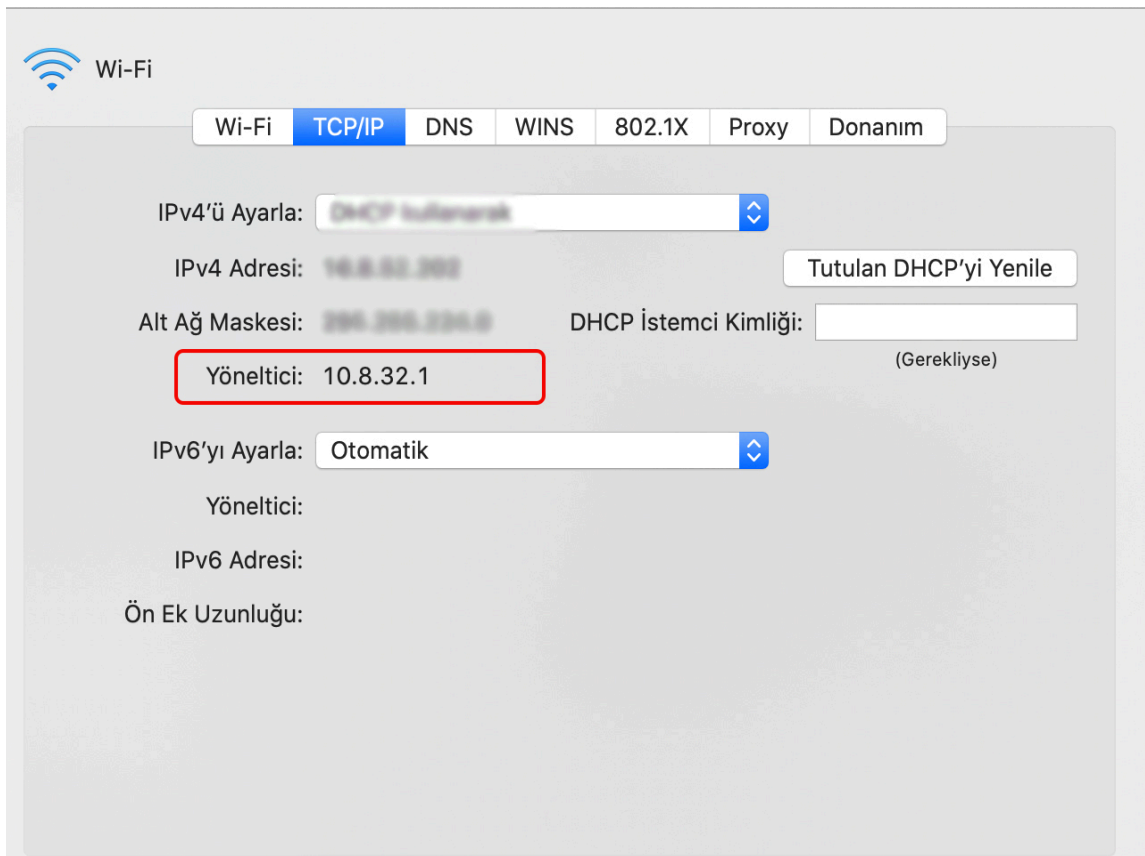 Wi-Fi
Wi-Fi TCP/IP DNS WINS 802.1X Proxy Donanım
IPv4’ü Ayarla:
IPv4 Adresi: Tutulan DHCP’yi Yenile
Alt Ağ Maskesi: DHCP İstemci Kimliği:
(Gerekliyse)
Yöneltici: 10.8.32.1
IPv6’yı Ayarla: Otomatik
Yöneltici:
IPv6 Adresi:
Ön Ek Uzunluğu: